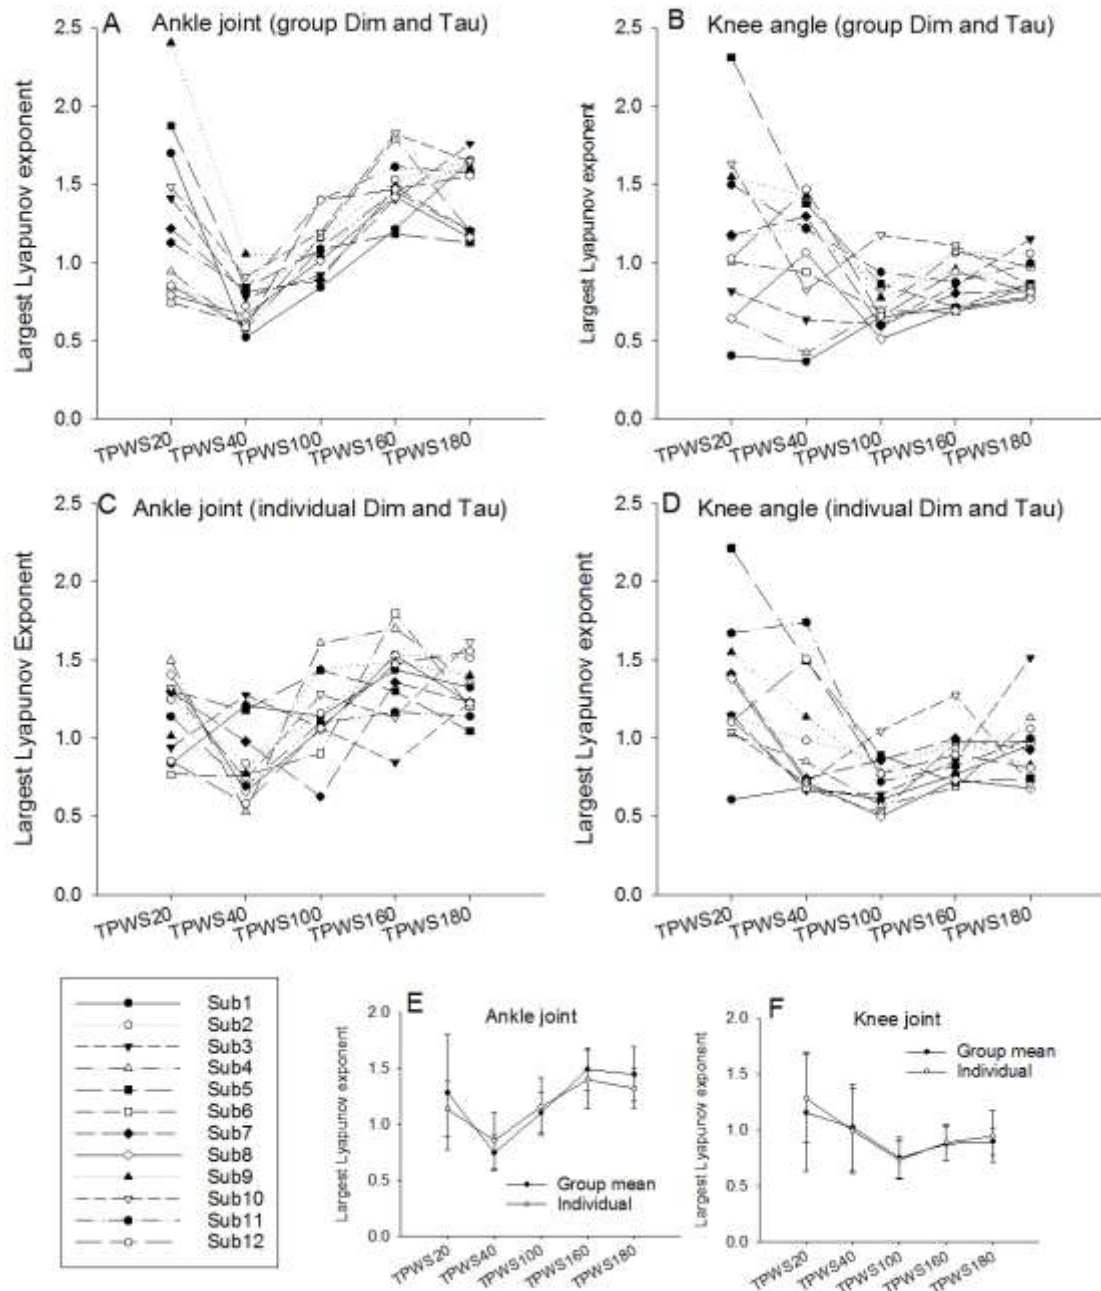 A Ankle joint (group Dim and Tau)
Largest Lyapunov exponent
2.5
2.0
1.5
1.0
0.5
0.0
TPWS20
TPWS40
TPWS100
TPWS160
TPWS180
B Knee angle (group Dim and Tau)
Largest Lyapunov exponent
2.5
2.0
1.5
1.0
0.5
0.0
TPWS20
TPWS40
TPWS100
TPWS160
TPWS180
C Ankle joint (individual Dim and Tau)
Largest Lyapunov Exponent
2.5
2.0
1.5
1.0
0.5
0.0
TPWS20
TPWS40
TPWS100
TPWS160
TPWS180
D Knee angle (indivual Dim and Tau)
Largest Lyapunov exponent
2.5
2.0
1.5
1.0
0.5
0.0
TPWS20
TPWS40
TPWS100
TPWS160
TPWS180
Sub1
Sub2
Sub3
Sub4
Sub5
Sub6
Sub7
Sub8
Sub9
Sub10
Sub11
Sub12
E Ankle joint
Largest Lyapunov exponent
2.0
1.5
1.0
0.5
0.0
Group mean
Individual
TPWS20
TPWS40
TPWS100
TPWS160
TPWS180
F Knee joint
Largest Lyapunov exponent
2.0
1.5
1.0
0.5
0.0
Group mean
Individual
TPWS20
TPWS40
TPWS100
TPWS160
TPWS180